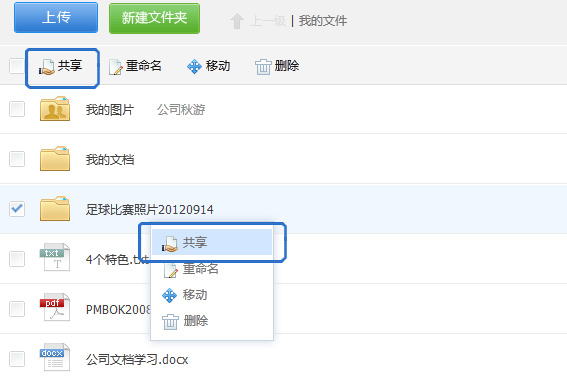 上传 新建文件夹 上一级 | 我的文件
共享 重命名 移动 删除
我的图片 公司秋游
我的文档
足球比赛照片20120914
共享
txt T 4个特色.txt
重命名
移动
pdf PMBOK2008
删除
docx 公司文档学习.docx